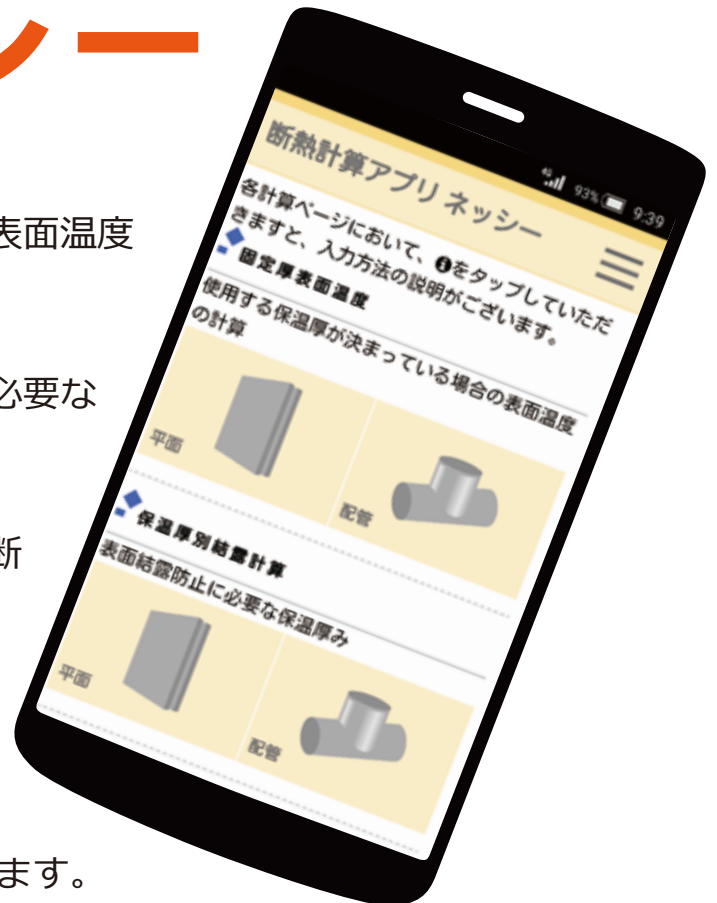 シー
表面温度
必要な
断
ます。
4G 93% 9:39
断熱計算アプリ ネッシー
各計算ページにおいて、❶をタップしていただ
きますと、入力方法の説明がございます。
固定厚表面温度
使用する保温厚が決まっている場合の表面温度
の計算
平面
配管
保温厚別結露計算
表面結露防止に必要な保温厚み
平面
配管